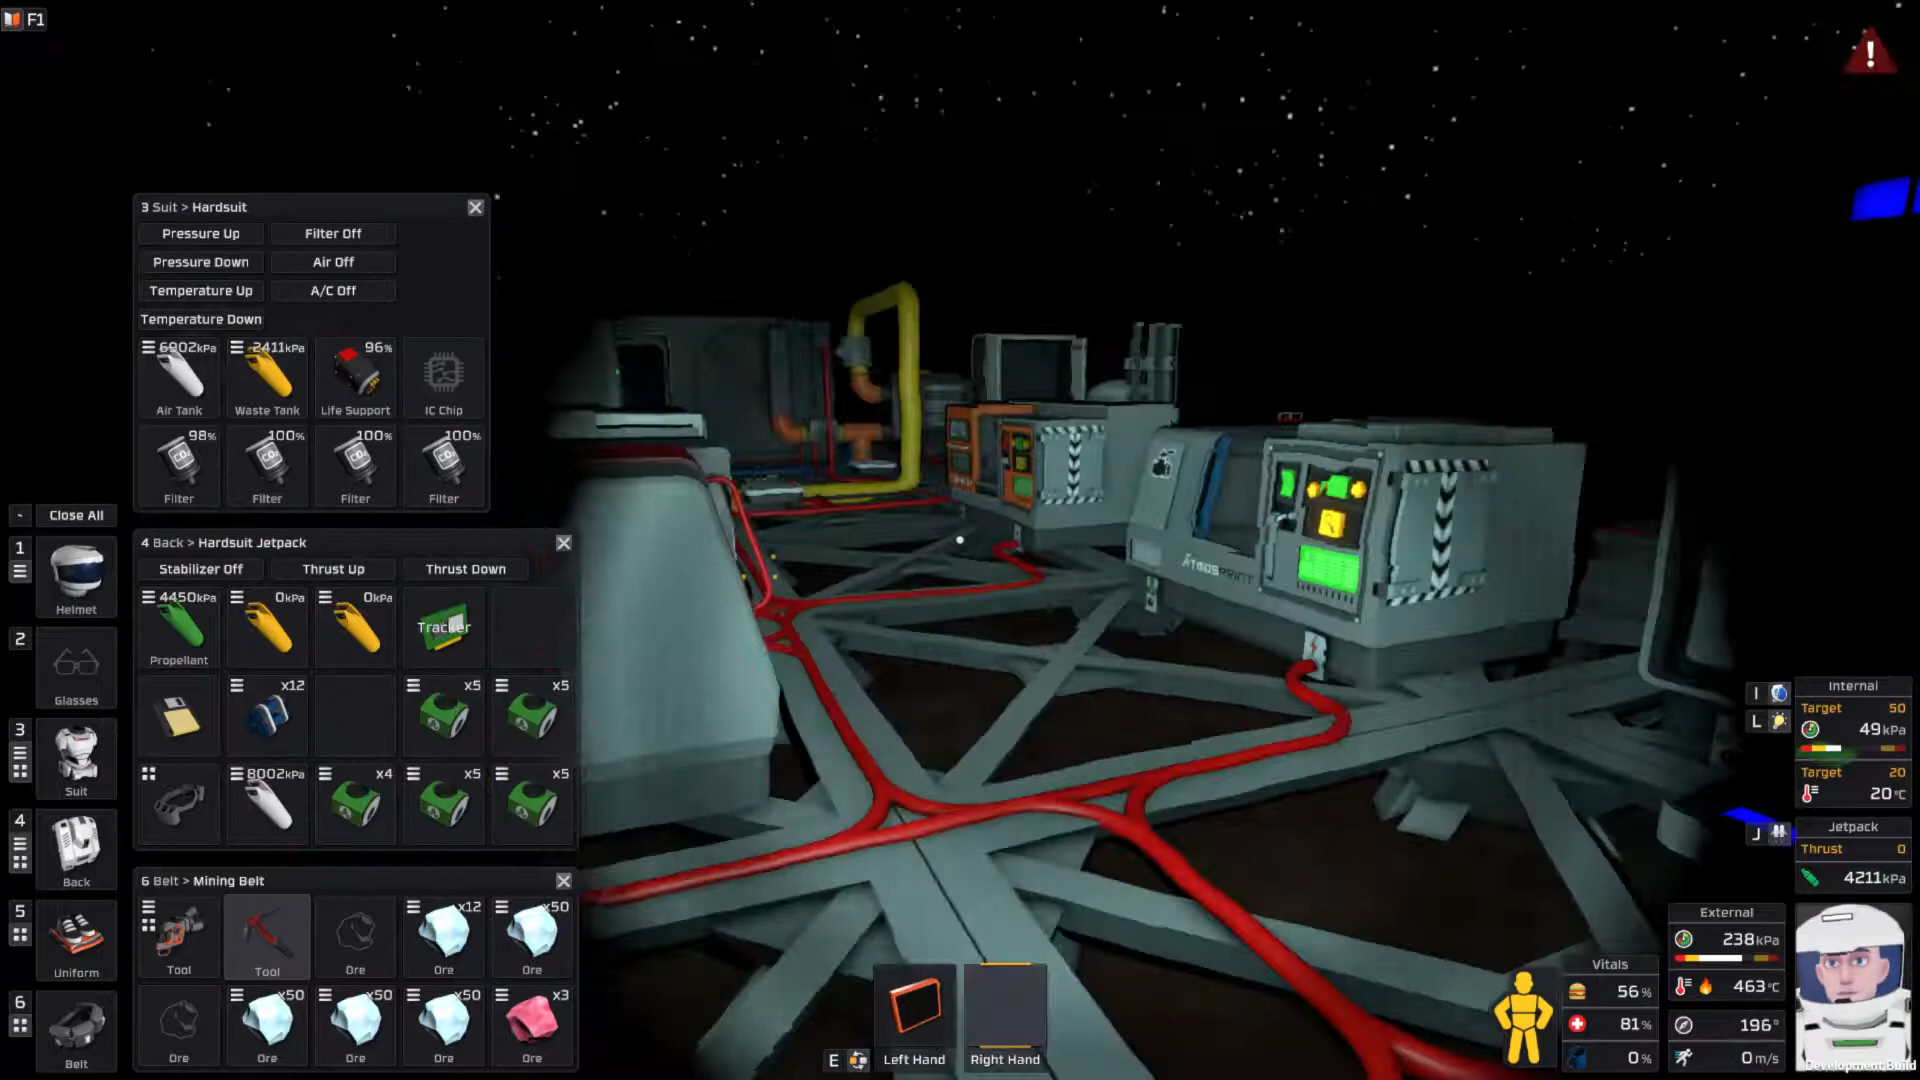 F1
!
3 Suit > Hardsuit
Pressure Up
Filter Off
Pressure Down
Air Off
Temperature Up
A/C Off
Temperature Down
6902kPa
2411kPa
96%
Air Tank
Waste Tank
Life Support
IC Chip
98%
100%
100%
100%
CO₂
CO₂
CO₂
CO₂
Filter
Filter
Filter
Filter
~
Close All
1
Helmet
2
Glasses
3
Suit
4
Back
5
Uniform
6
Belt
4 Back > Hardsuit Jetpack
Stabilizer Off
Thrust Up
Thrust Down
4450kPa
0kPa
0kPa
Tracker
Propellant
x12
x5
x5
8002kPa
x4
x5
x5
6 Belt > Mining Belt
x12
x50
Tool
Tool
Ore
Ore
Ore
x50
x50
x50
x3
Ore
Ore
Ore
Ore
Ore
ATMOSPRINT
E
Left Hand
Right Hand
I
L
Internal
Target 50
49kPa
Target 20
20°C
J
Jetpack
Thrust 0
4211kPa
External
238kPa
463°C
196°
0m/s
Vitals
56%
81%
0%
Development Build